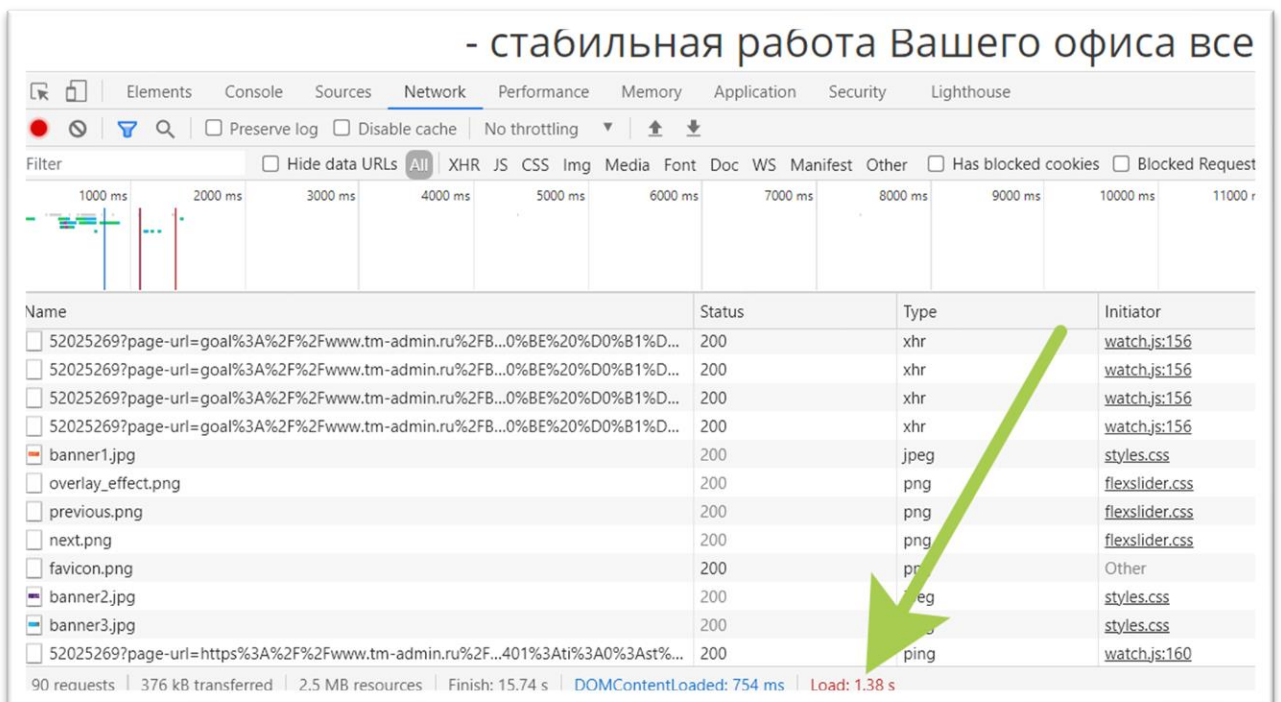 - стабильная работа Вашего офиса все
Elements Console Sources Network Performance Memory Application Security Lighthouse
Preserve log Disable cache No throttling
Filter Hide data URLs All XHR JS CSS Img Media Font Doc WS Manifest Other Has blocked cookies Blocked Request
1000 ms 2000 ms 3000 ms 4000 ms 5000 ms 6000 ms 7000 ms 8000 ms 9000 ms 10000 ms 11000
Name Status Type Initiator
52025269?page-url=goal%3A%2F%2Fwww.tm-admin.ru%2FB...0%BE%20%D0%B1%D... 200 xhr watch.js:156
52025269?page-url=goal%3A%2F%2Fwww.tm-admin.ru%2FB...0%BE%20%D0%B1%D... 200 xhr watch.js:156
52025269?page-url=goal%3A%2F%2Fwww.tm-admin.ru%2FB...0%BE%20%D0%B1%D... 200 xhr watch.js:156
52025269?page-url=goal%3A%2F%2Fwww.tm-admin.ru%2FB...0%BE%20%D0%B1%D... 200 xhr watch.js:156
banner1.jpg 200 jpeg styles.css
overlay_effect.png 200 png flexslider.css
previous.png 200 png flexslider.css
next.png 200 png flexslider.css
favicon.png 200 Other
banner2.jpg 200 styles.css
banner3.jpg 200 styles.css
52025269?page-url=https%3A%2F%2Fwww.tm-admin.ru%2F...401%3Ati%3A0%3Ast%... 200 ping watch.js:160
90 requests 376 kB transferred 2.5 MB resources Finish: 15.74 s DOMContentLoaded: 754 ms Load: 1.38 s